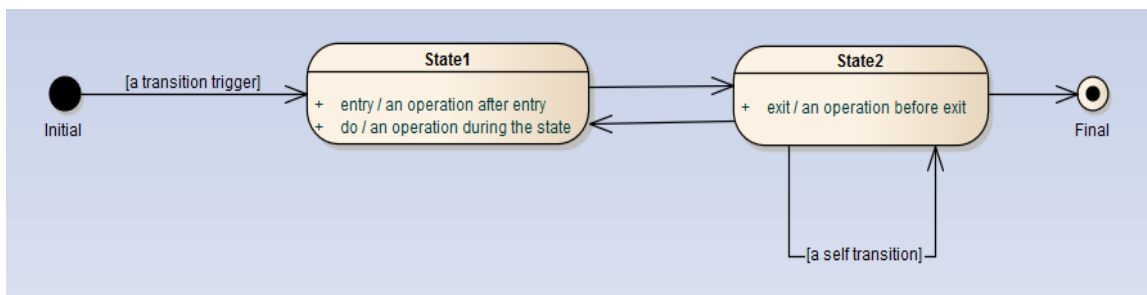 State1
State2
[a transition trigger]
+ entry / an operation after entry
+ exit / an operation before exit
+ do / an operation during the state
Initial
Final
[a self transition]